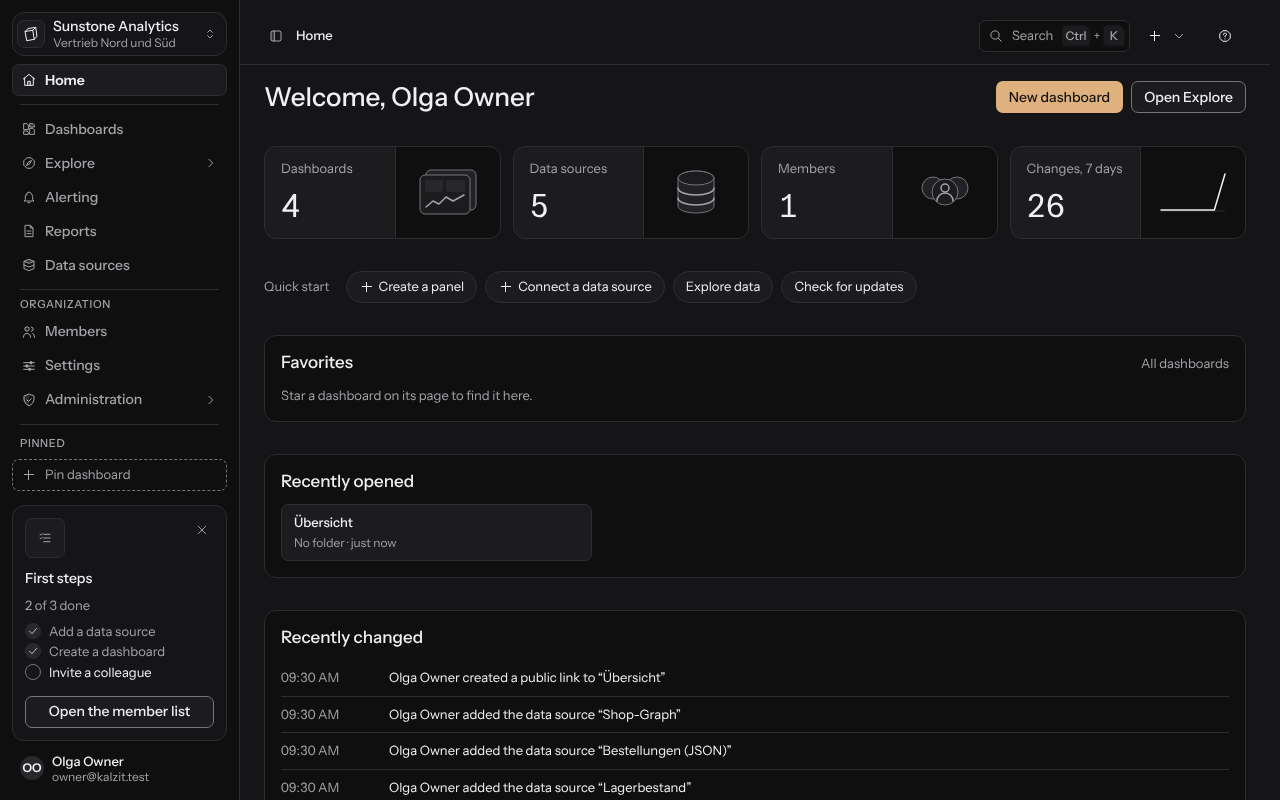 Sunstone Analytics
Vertrieb Nord und Süd
Home
Dashboards
Explore
Alerting
Reports
Data sources
ORGANIZATION
Members
Settings
Administration
PINNED
Pin dashboard
First steps
2 of 3 done
Add a data source
Create a dashboard
Invite a colleague
Open the member list
OO
Olga Owner
owner@kalzit.test
Home
Search Ctrl + K
Welcome, Olga Owner
New dashboard
Open Explore
Dashboards
4
Data sources
5
Members
1
Changes, 7 days
26
Quick start
Create a panel
Connect a data source
Explore data
Check for updates
Favorites
All dashboards
Star a dashboard on its page to find it here.
Recently opened
Übersicht
No folder · just now
Recently changed
09:30 AM Olga Owner created a public link to “Übersicht”
09:30 AM Olga Owner added the data source “Shop-Graph”
09:30 AM Olga Owner added the data source “Bestellungen (JSON)”
09:30 AM Olga Owner added the data source “Lagerbestand”